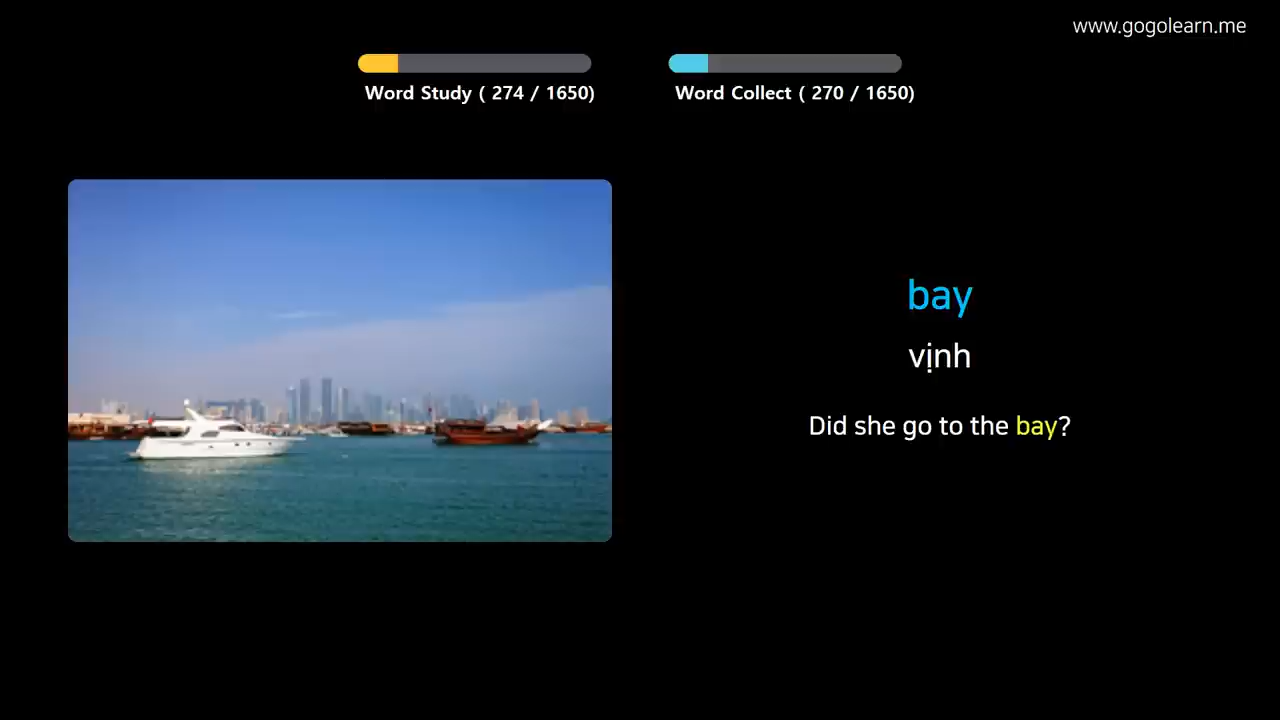 www.gogolearn.me
Word Study ( 274 / 1650)
Word Collect ( 270 / 1650)
bay
vịnh
Did she go to the bay?